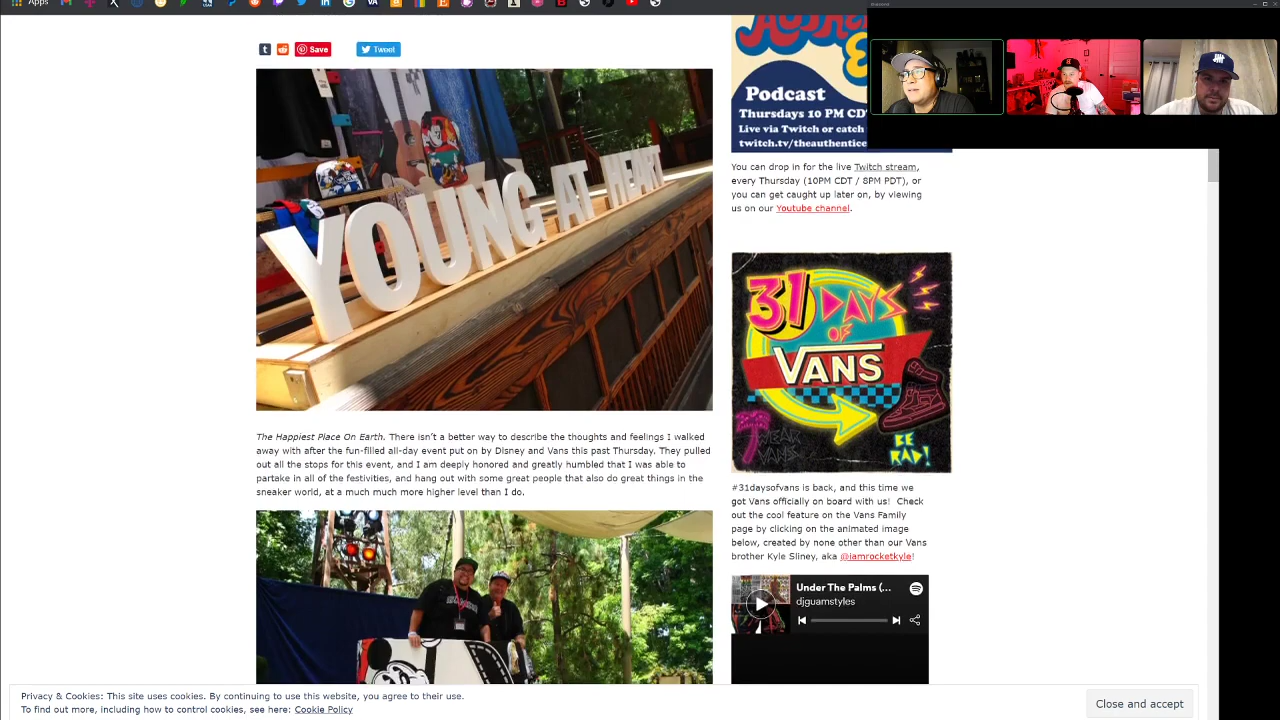 Apps
Save
Tweet
YOUNG AT HEART
The Happiest Place On Earth. There isn't a better way to describe the thoughts and feelings I walked
away with after the fun-filled all-day event put on by Disney and Vans this past Thursday. They pulled
out all the stops for this event, and I am deeply honored and greatly humbled that I was able to
partake in all of the festivities, and hang out with some great people that also do great things in the
sneaker world, at a much much more higher level than I do.
Podcast
Thursdays 10 PM CDT
Live via Twitch or catch
twitch.tv/theauthentice
You can drop in for the live Twitch stream,
every Thursday (10PM CDT / 8PM PDT), or
you can get caught up later on, by viewing
us on our Youtube channel.
31 DAYS
OF
VANS
WEAR
VANS
BE
RAD!
#31daysofvans is back, and this time we
got Vans officially on board with us! Check
out the cool feature on the Vans Family
page by clicking on the animated image
below, created by none other than our Vans
brother Kyle Sliney, aka @iamrocketkyle!
Under The Palms (...
djguamstyles
Privacy & Cookies: This site uses cookies. By continuing to use this website, you agree to their use.
To find out more, including how to control cookies, see here: Cookie Policy
Close and accept